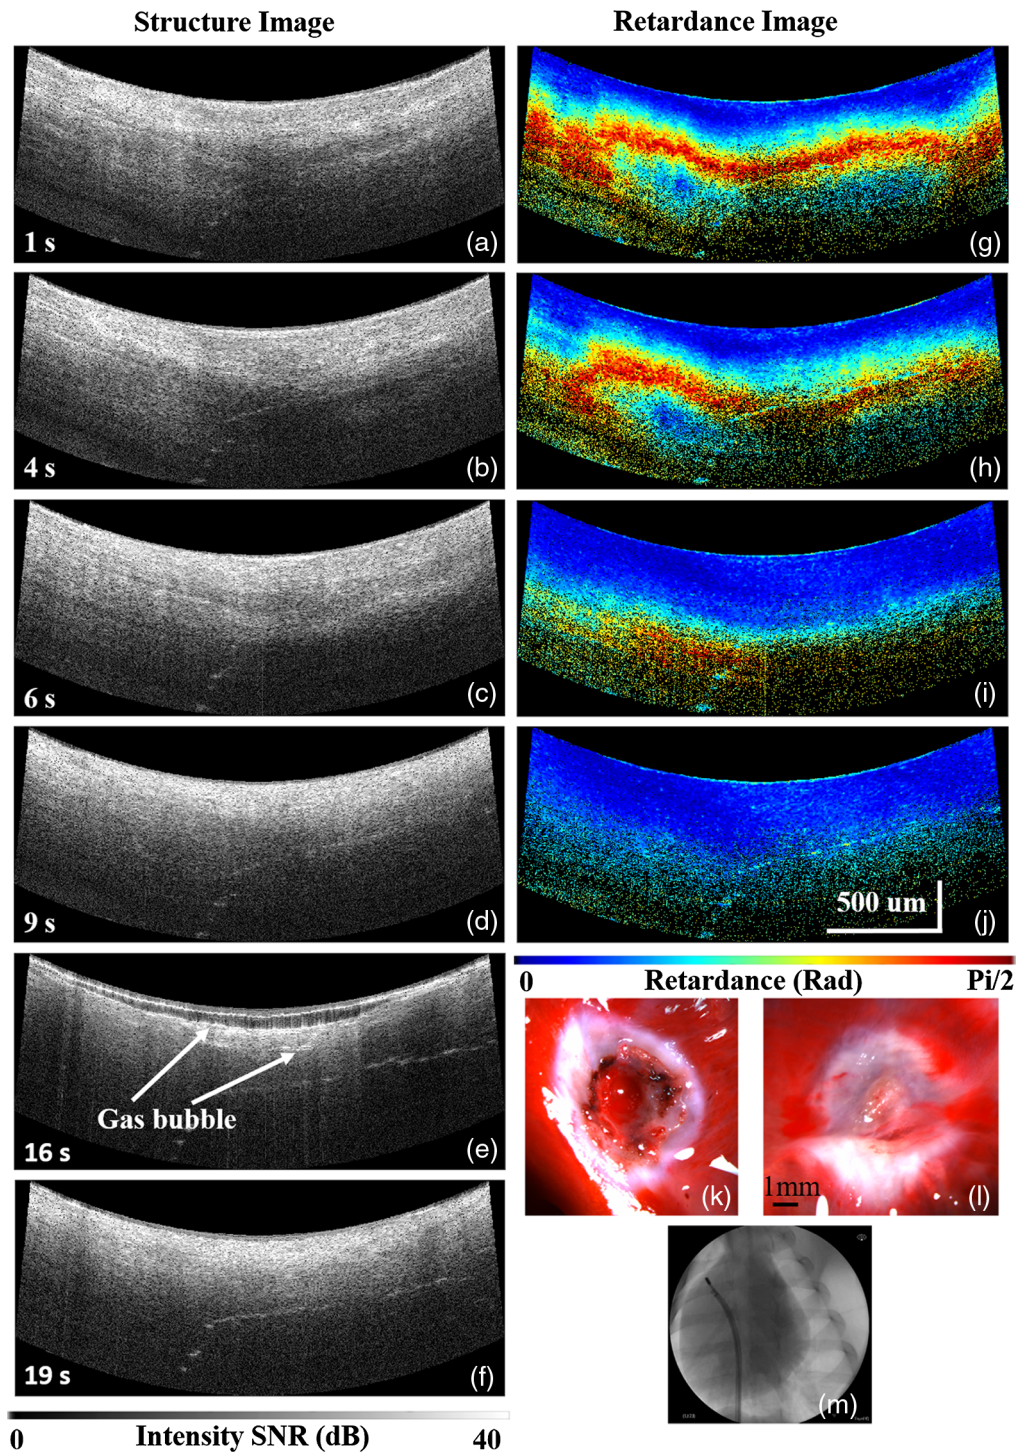 Structure Image
Retardance Image
1 s
(a)
(g)
4 s
(b)
(h)
6 s
(c)
(i)
9 s
(d)
500 um
(j)
0
Retardance (Rad)
Pi/2
Gas bubble
16 s
(e)
(k)
1mm
(l)
19 s
(f)
(m)
0
Intensity SNR (dB)
40